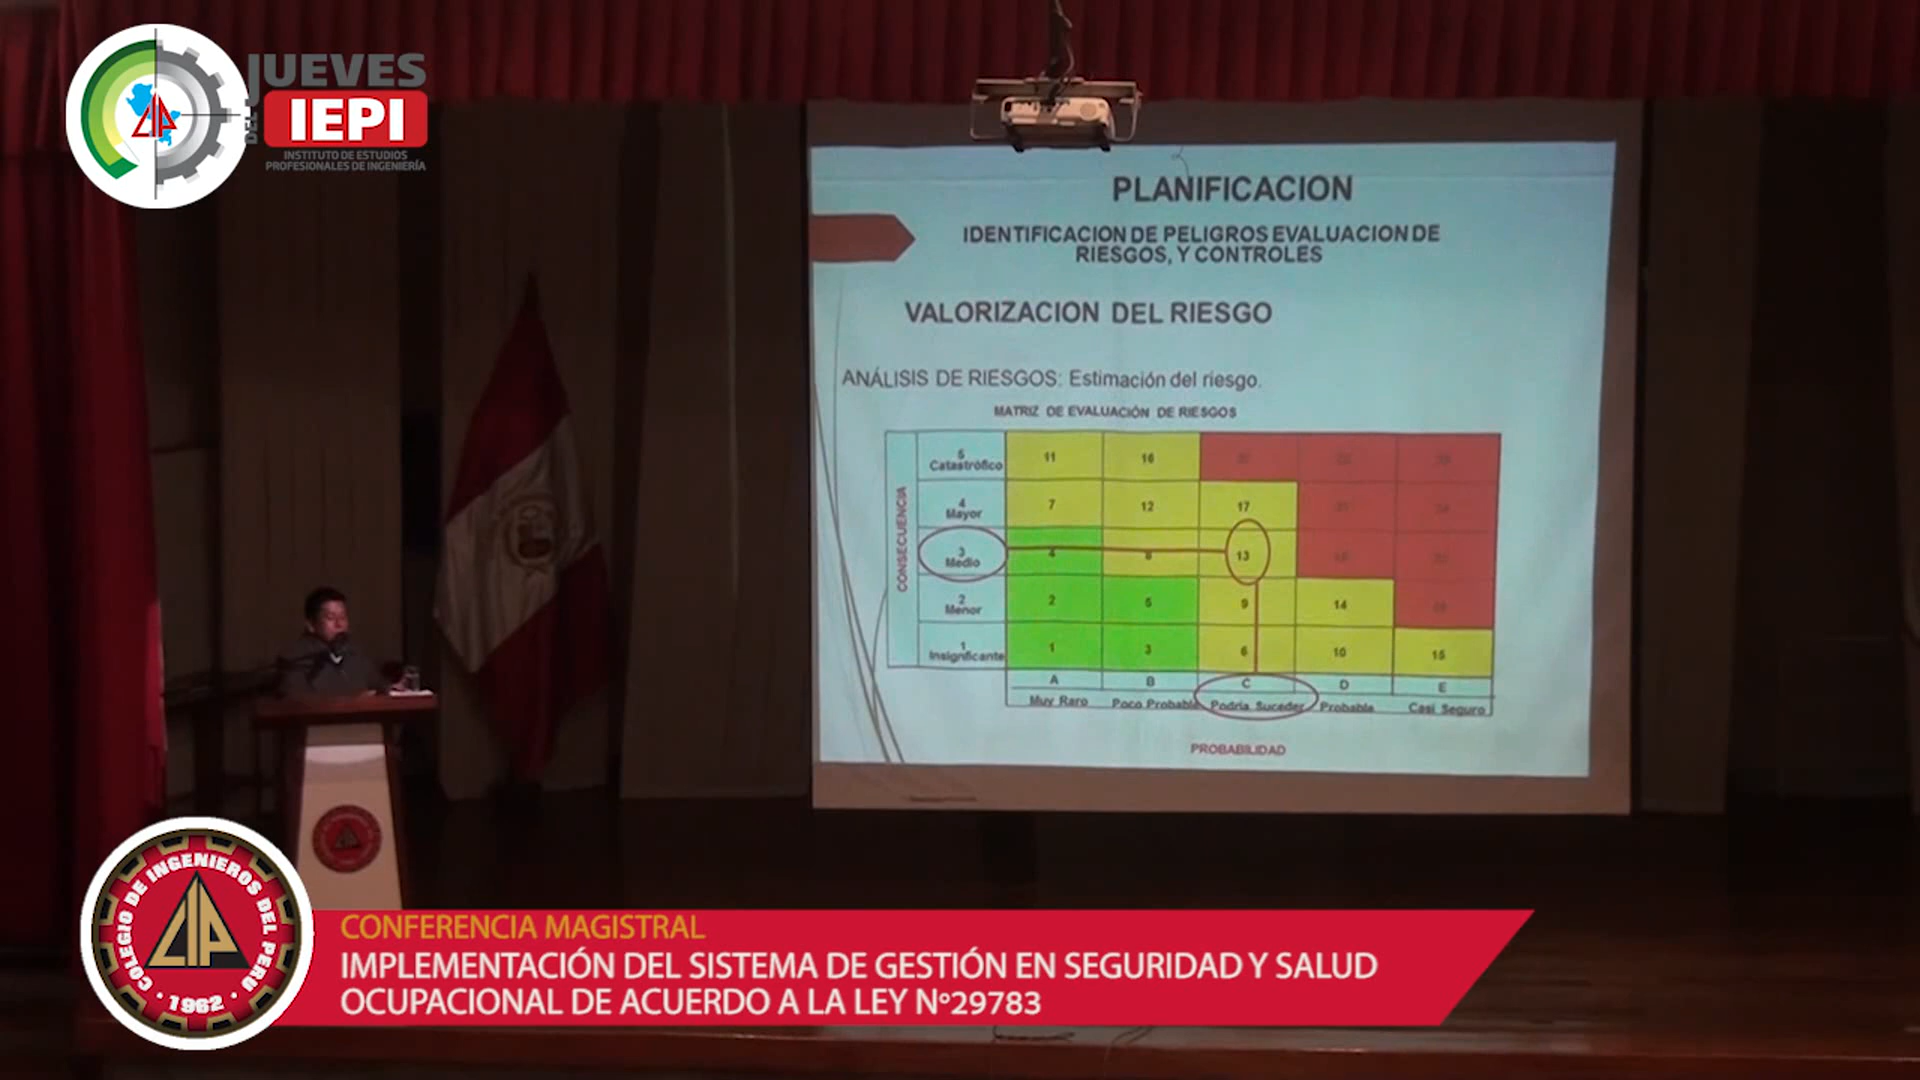 DEL
JUEVES
IEPI
INSTITUTO DE ESTUDIOS
PROFESIONALES DE INGENIERÍA
PLANIFICACION
IDENTIFICACION DE PELIGROS EVALUACION DE
RIESGOS, Y CONTROLES
VALORIZACION DEL RIESGO
ANÁLISIS DE RIESGOS: Estimación del riesgo.
MATRIZ DE EVALUACIÓN DE RIESGOS
CONSECUENCIA
5
Catastrófico
11
16
4
Mayor
7
12
17
3
Medio
4
8
13
2
Menor
2
5
9
14
1
Insignificante
1
3
6
10
15
A
B
C
D
E
Muy Raro
Poco Probable
Podría Suceder
Probable
Casi Seguro
PROBABILIDAD
COLEGIO DE INGENIEROS DEL PERU
CIP
· 1962 ·
CONFERENCIA MAGISTRAL
IMPLEMENTACIÓN DEL SISTEMA DE GESTIÓN EN SEGURIDAD Y SALUD
OCUPACIONAL DE ACUERDO A LA LEY N°29783